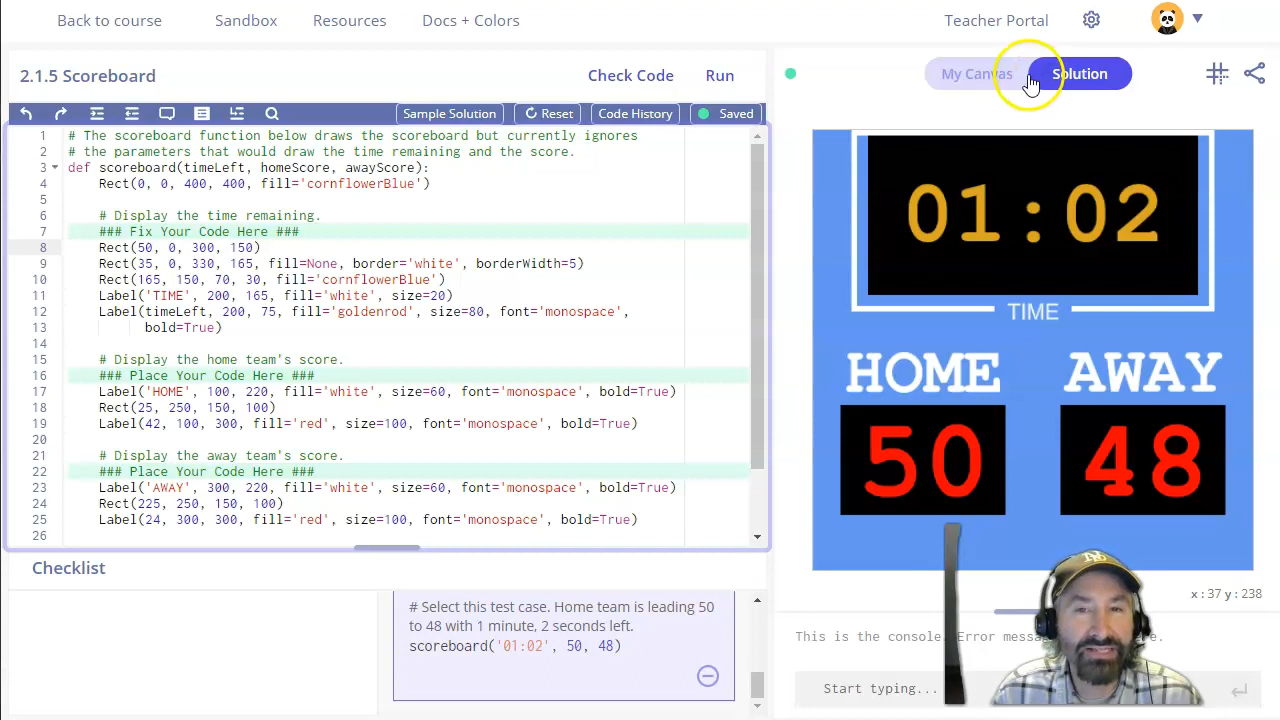 Back to course
Sandbox
Resources
Docs + Colors
Teacher Portal
2.1.5 Scoreboard
Check Code
Run
My Canvas
Solution
Sample Solution
Reset
Code History
Saved
1 # The scoreboard function below draws the scoreboard but currently ignores
2 # the parameters that would draw the time remaining and the score.
3 def scoreboard(timeLeft, homeScore, awayScore):
4 Rect(0, 0, 400, 400, fill='cornflowerBlue')
5
6 # Display the time remaining.
7 ### Fix Your Code Here ###
8 Rect(50, 0, 300, 150)
9 Rect(35, 0, 330, 165, fill=None, border='white', borderWidth=5)
10 Rect(165, 150, 70, 30, fill='cornflowerBlue')
11 Label('TIME', 200, 165, fill='white', size=20)
12 Label(timeLeft, 200, 75, fill='goldenrod', size=80, font='monospace',
13 bold=True)
14
15 # Display the home team's score.
16 ### Place Your Code Here ###
17 Label('HOME', 100, 220, fill='white', size=60, font='monospace', bold=True)
18 Rect(25, 250, 150, 100)
19 Label(42, 100, 300, fill='red', size=100, font='monospace', bold=True)
20
21 # Display the away team's score.
22 ### Place Your Code Here ###
23 Label('AWAY', 300, 220, fill='white', size=60, font='monospace', bold=True)
24 Rect(225, 250, 150, 100)
25 Label(24, 300, 300, fill='red', size=100, font='monospace', bold=True)
26
Checklist
# Select this test case. Home team is leading 50
to 48 with 1 minute, 2 seconds left.
scoreboard('01:02', 50, 48)
01:02
TIME
HOME AWAY
50 48
x:37 y:238
This is the console. Error messa
Start typing...